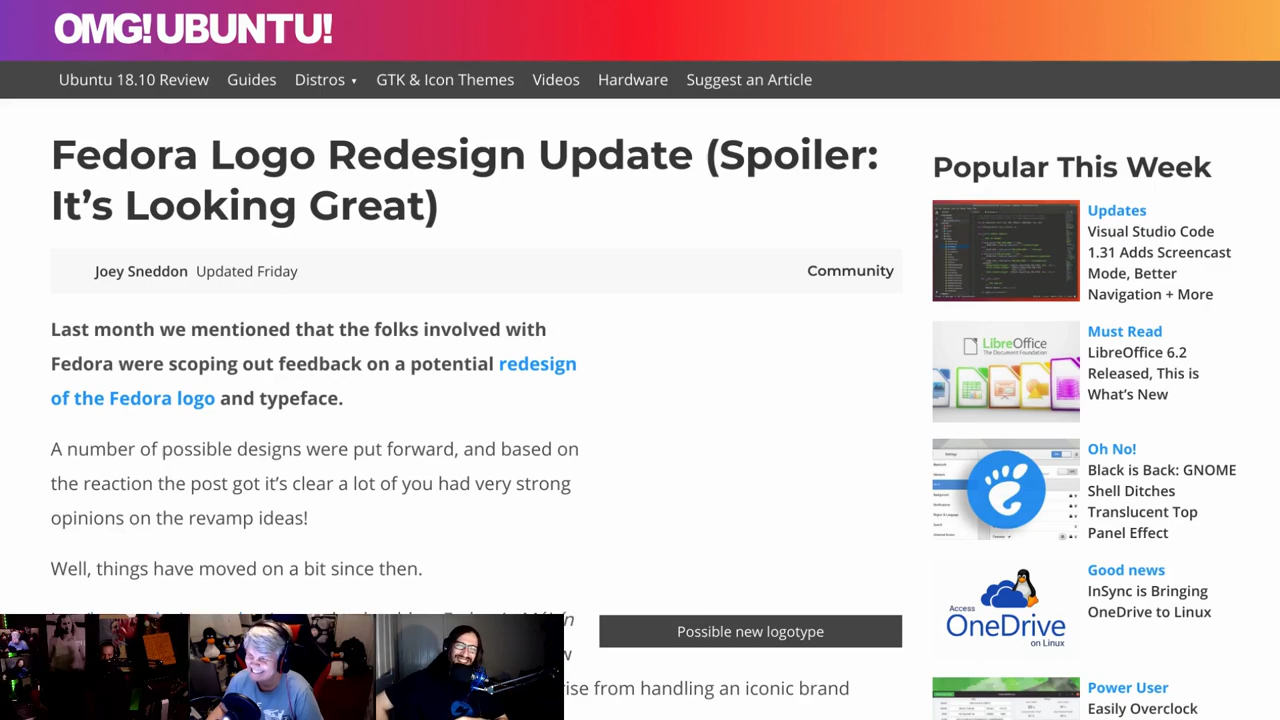 OMG! UBUNTU!
Ubuntu 18.10 Review Guides Distros GTK & Icon Themes Videos Hardware Suggest an Article
Fedora Logo Redesign Update (Spoiler:
It's Looking Great)
Joey Sneddon Updated Friday
Community
Last month we mentioned that the folks involved with
Fedora were scoping out feedback on a potential redesign
of the Fedora logo and typeface.
A number of possible designs were put forward, and based on
the reaction the post got it's clear a lot of you had very strong
opinions on the revamp ideas!
Well, things have moved on a bit since then.
Possible new logotype
from handling an iconic brand
Popular This Week
Updates
Visual Studio Code
1.31 Adds Screencast
Mode, Better
Navigation + More
LibreOffice
The Document Foundation
Must Read
LibreOffice 6.2
Released, This is
What's New
Oh No!
Black is Back: GNOME
Shell Ditches
Translucent Top
Panel Effect
Access
OneDrive
on Linux
Good news
InSync is Bringing
OneDrive to Linux
Power User
Easily Overclock